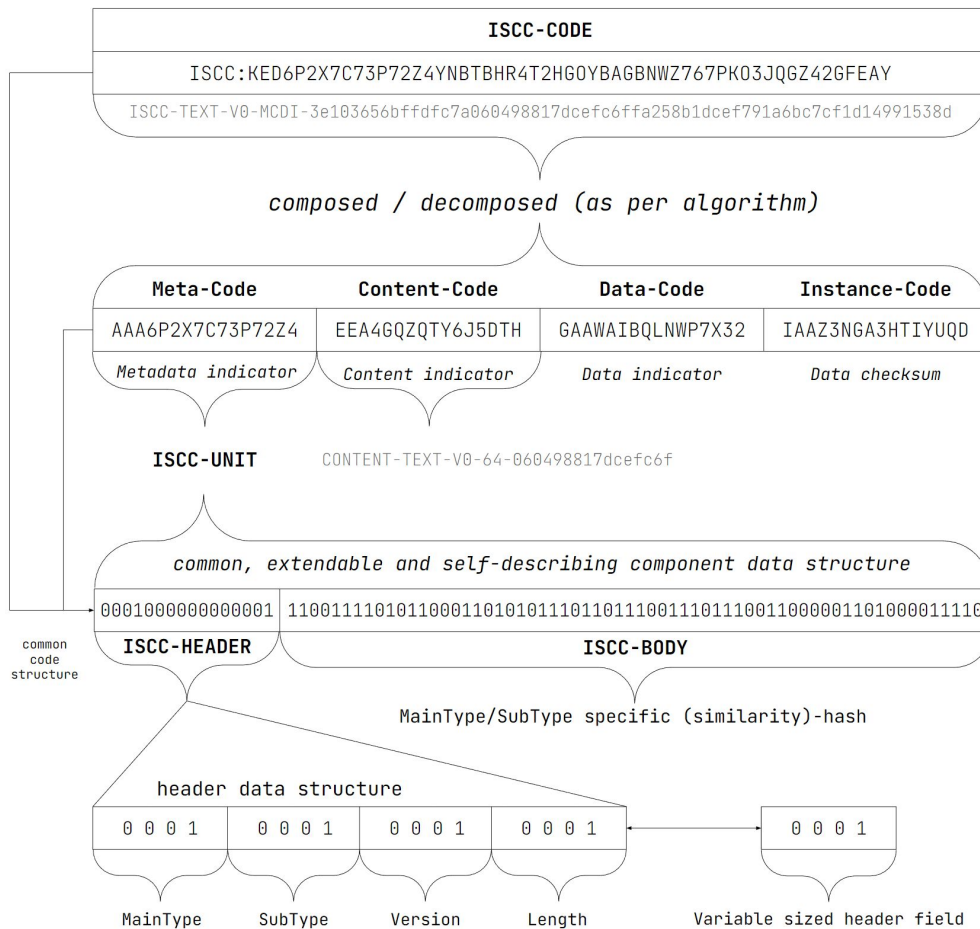 ISCC-CODE
ISCC:KED6P2X7C73P72Z4YNBTBHR4T2HGOYBAGBNWZ767PKO3JQGZ42GFEAY
ISCC-TEXT-V0-MCDI-3e103656bffdfc7a060498817dcefc6ffa258b1dcef791a6bc7cf1d14991538d
composed / decomposed (as per algorithm)
Meta-Code Content-Code Data-Code Instance-Code
AAA6P2X7C73P72Z4 EEA4GQZQTY6J5DTH GAAWAIBQLNWP7X32 IAAZ3NGA3HTIYUQD
Metadata indicator Content indicator Data indicator Data checksum
ISCC-UNIT CONTENT-TEXT-V0-64-060498817dcefc6f
common, extendable and self-describing component data structure
0001000000000001 1100111101011000110101011101101110011101110011000001101000011110
ISCC-HEADER ISCC-BODY
common
code
structure
MainType/SubType specific (similarity)-hash
header data structure
0 0 0 1 0 0 0 1 0 0 0 1 0 0 0 1 0 0 0 1
MainType SubType Version Length Variable sized header field